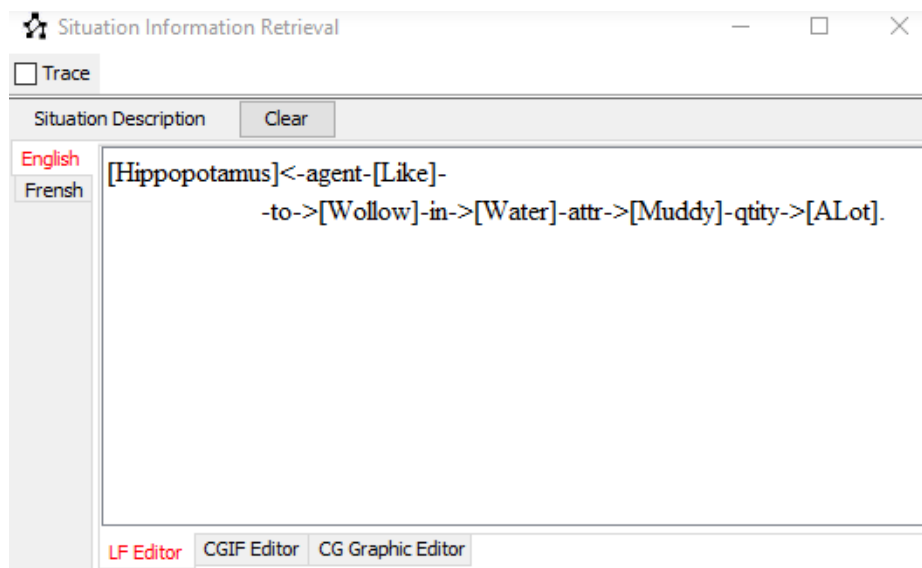 Situation Information Retrieval
Trace
Situation Description Clear
English
Frensh
[Hippopotamus]<-agent-[Like]-
-to->[Wollow]-in->[Water]-attr->[Muddy]-qtity->[ALot].
LF Editor CGIF Editor CG Graphic Editor